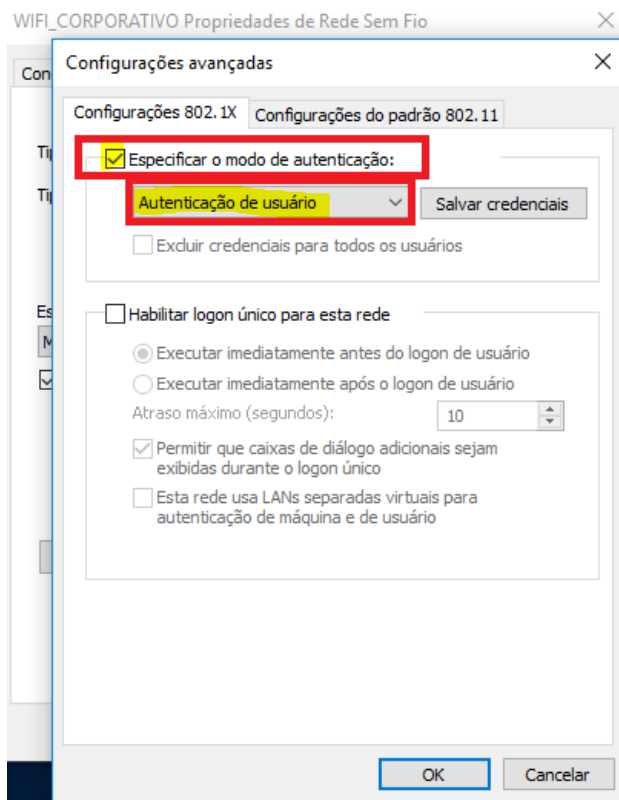 WIFI_CORPORATIVO Propriedades de Rede Sem Fio
Configurações avançadas
Con
Configurações 802.1X
Configurações do padrão 802.11
Especificar o modo de autenticação:
Autenticação de usuário
Salvar credenciais
Excluir credenciais para todos os usuários
Es
M
Habilitar logon único para esta rede
Executar imediatamente antes do logon de usuário
Executar imediatamente após o logon de usuário
Atraso máximo (segundos):
10
Permitir que caixas de diálogo adicionais sejam
exibidas durante o logon único
Esta rede usa LANs separadas virtuais para
autenticação de máquina e de usuário
OK
Cancelar